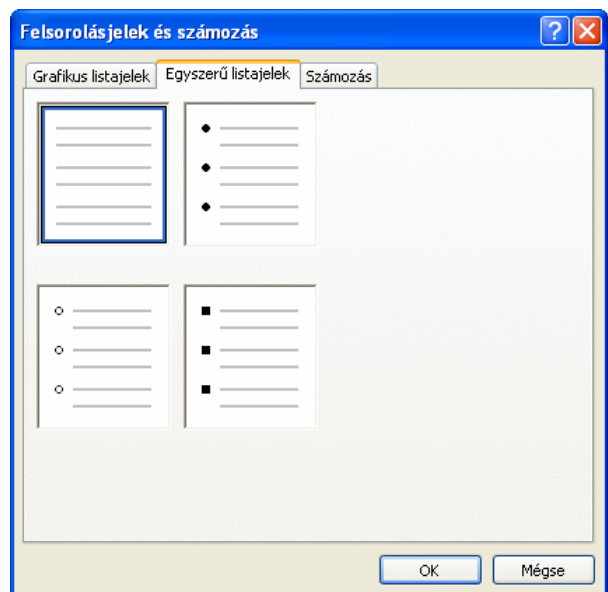 Felsorolásjelek és számozás
Grafikus listajelek Egyszerű listajelek Számozás
OK Mégse